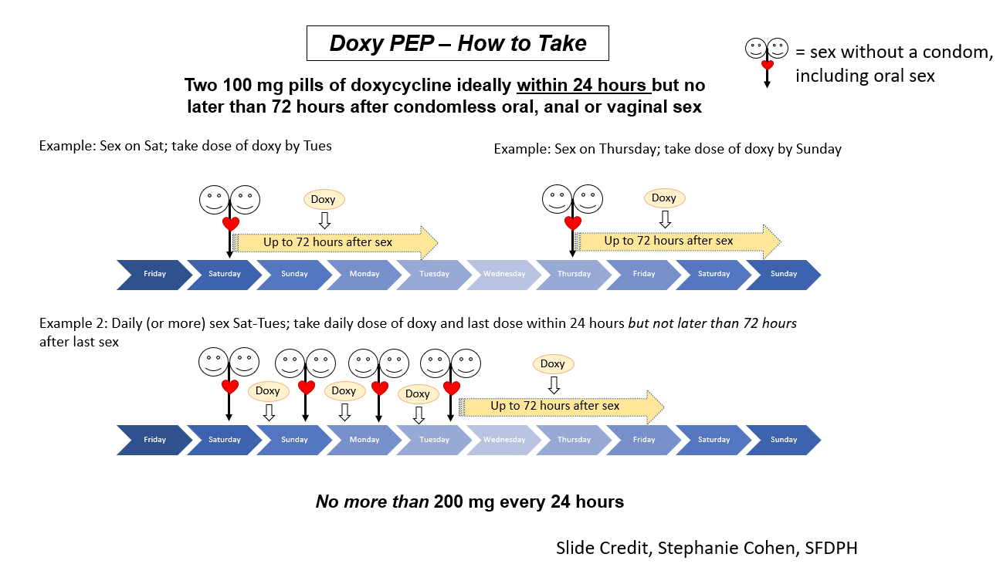 Doxy PEP – How to Take
= sex without a condom,
including oral sex
Two 100 mg pills of doxycycline ideally within 24 hours but no
later than 72 hours after condomless oral, anal or vaginal sex
Example: Sex on Sat; take dose of doxy by Tues
Example: Sex on Thursday; take dose of doxy by Sunday
Doxy
Doxy
Up to 72 hours after sex
Up to 72 hours after sex
Friday
Saturday
Sunday
Monday
Tuesday
Wednesday
Thursday
Friday
Saturday
Sunday
Example 2: Daily (or more) sex Sat-Tues; take daily dose of doxy and last dose within 24 hours but not later than 72 hours
after last sex
Doxy
Doxy
Doxy
Doxy
Up to 72 hours after sex
Friday
Saturday
Sunday
Monday
Tuesday
Wednesday
Thursday
Friday
Saturday
Sunday
No more than 200 mg every 24 hours
Slide Credit, Stephanie Cohen, SFDPH